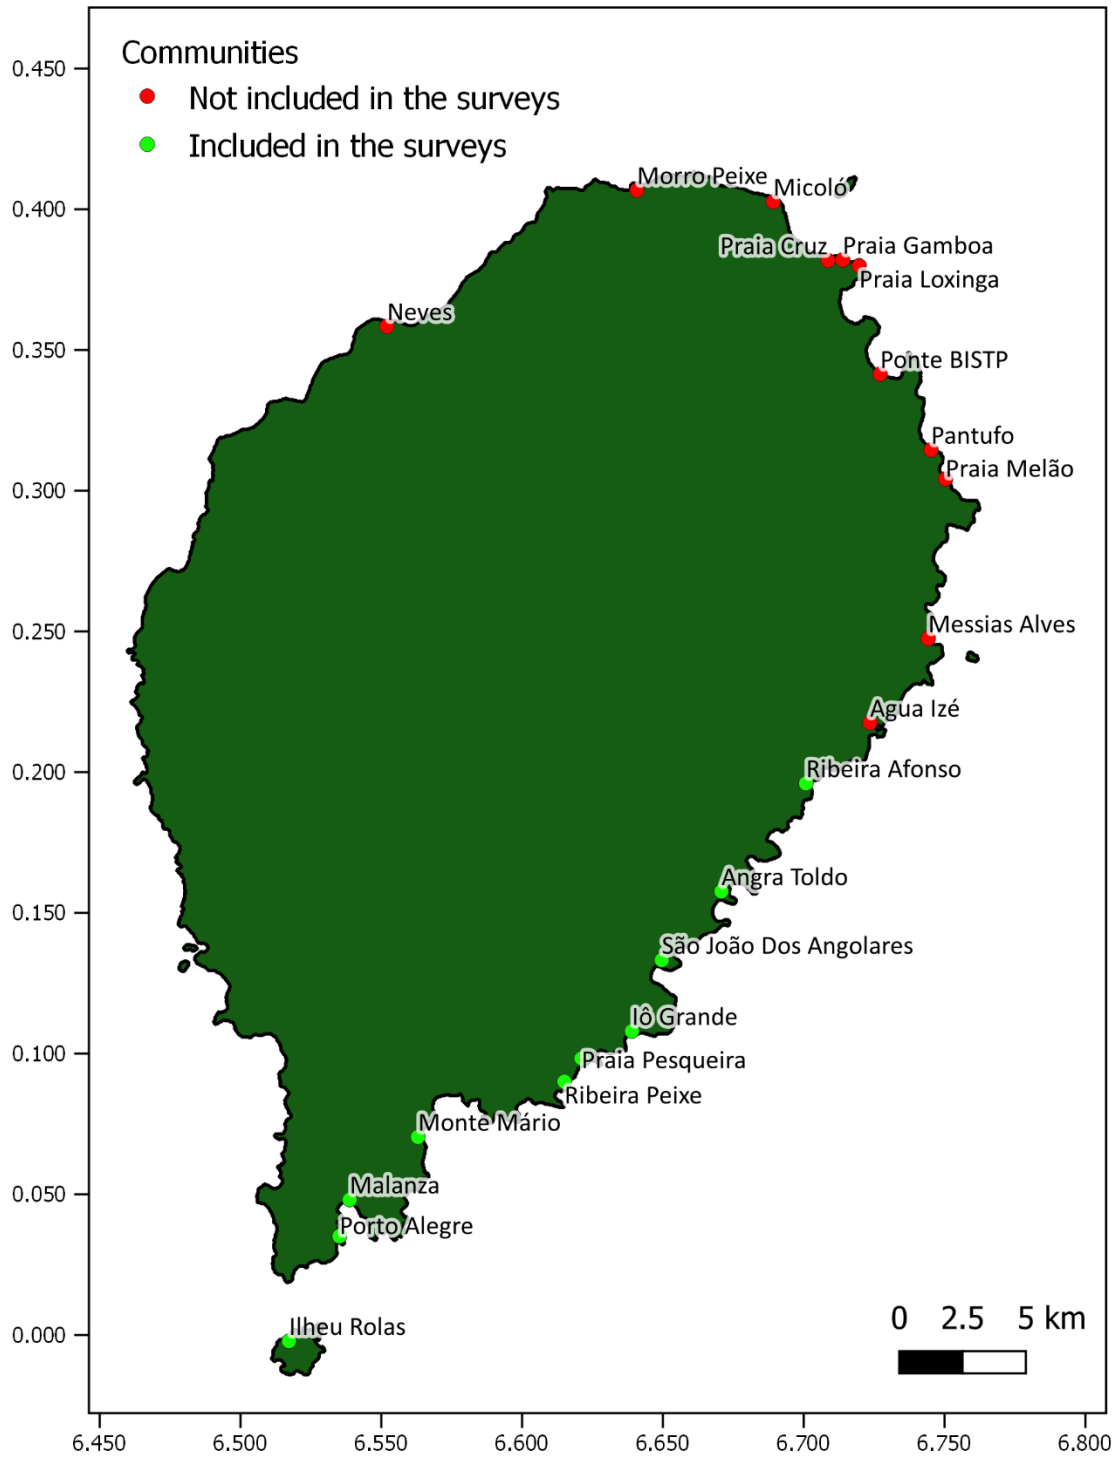 Communities
Not included in the surveys
Included in the surveys
0.450
0.400
0.350
0.300
0.250
0.200
0.150
0.100
0.050
0.000
Morro Peixe
Micoló
Praia Cruz
Praia Gamboa
Praia Loxinga
Neves
Ponte BISTP
Pantufo
Praia Melão
Messias Alves
Agua Izé
Ribeira Afonso
Angra Toldo
São João Dos Angolares
Iô Grande
Praia Pesqueira
Ribeira Peixe
Monte Mário
Malanza
Porto Alegre
Ilheu Rolas
0 2.5 5 km
6.450 6.500 6.550 6.600 6.650 6.700 6.750 6.800